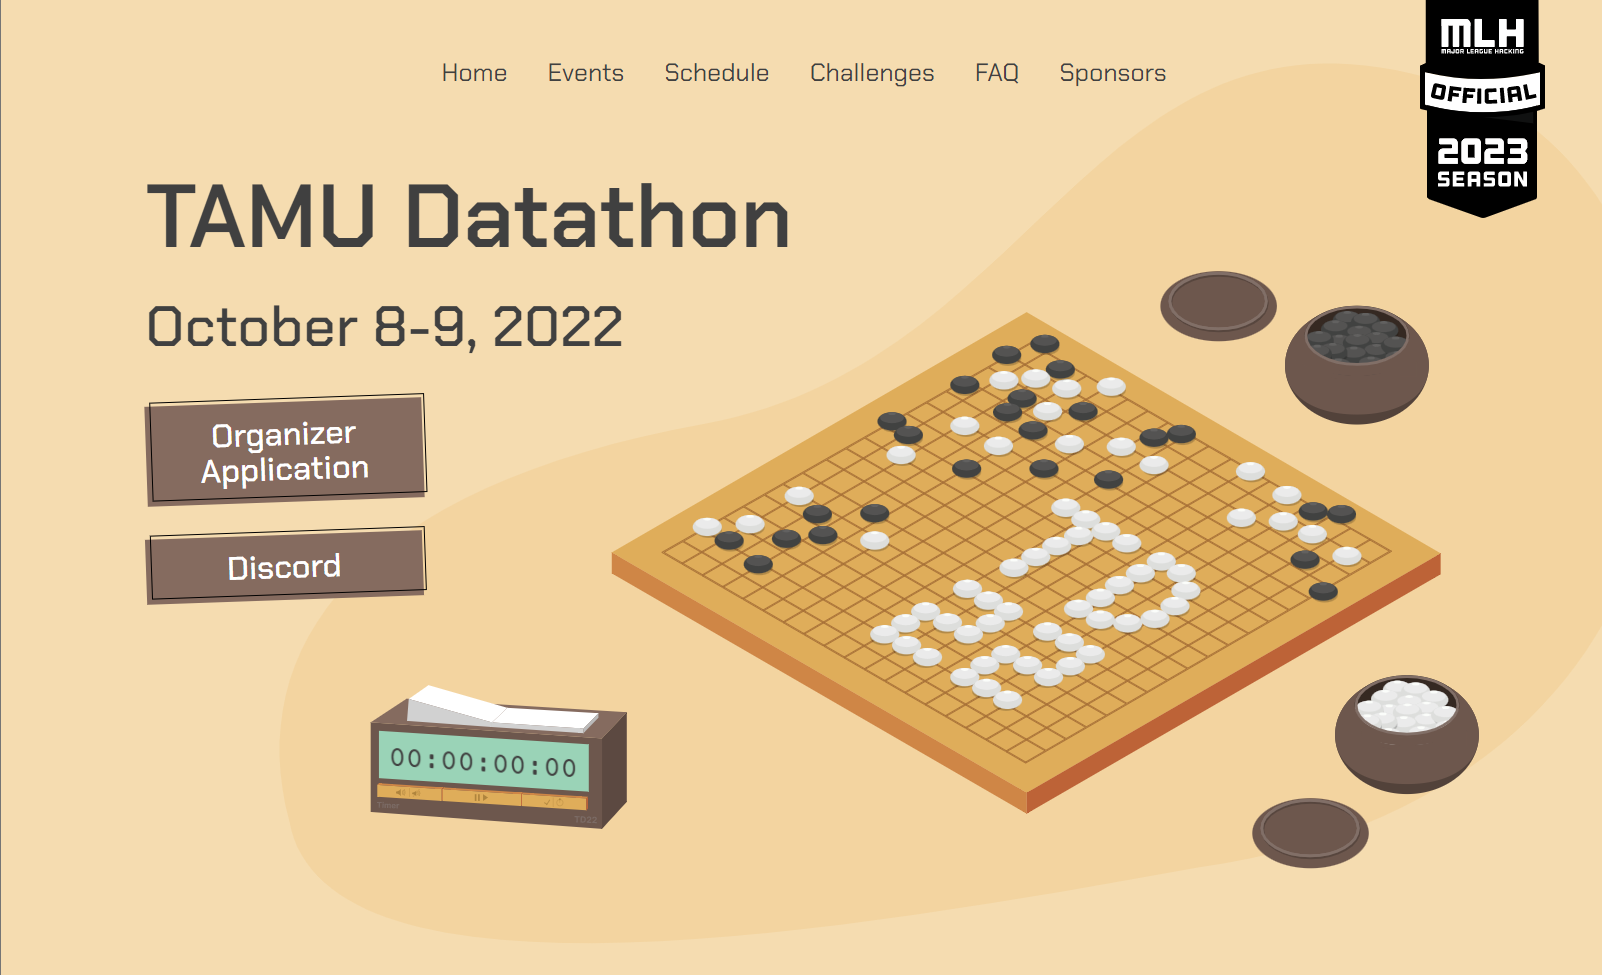 Home Events Schedule Challenges FAQ Sponsors
MLH
MAJOR LEAGUE HACKING
OFFICIAL
2023
SEASON
TAMU Datathon
October 8-9, 2022
Organizer
Application
Discord
00:00:00:00
Timer
TD22